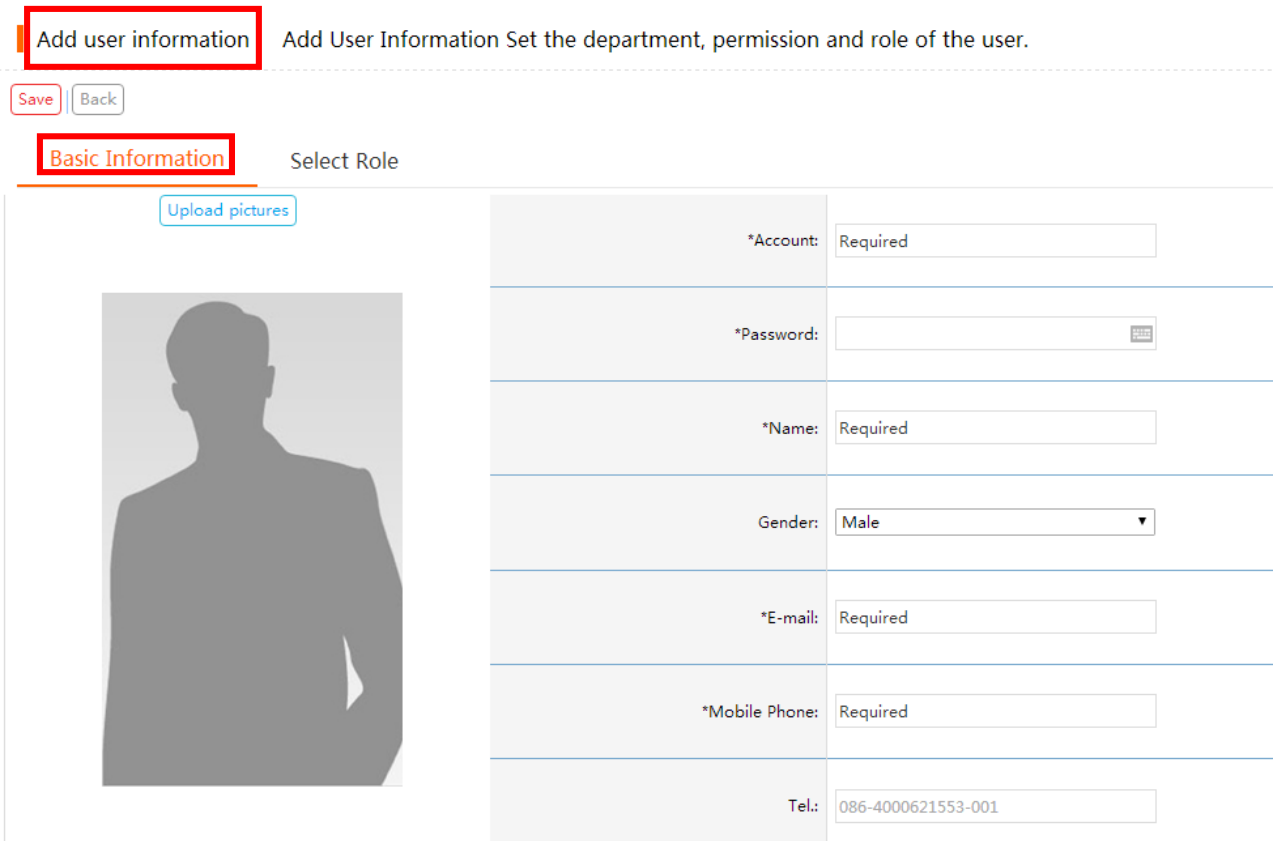 Add user information Add User Information Set the department, permission and role of the user.
Save | Back
Basic Information Select Role
Upload pictures
*Account: Required
*Password:
*Name: Required
Gender: Male
*E-mail: Required
*Mobile Phone: Required
Tel.: 086-4000621553-001